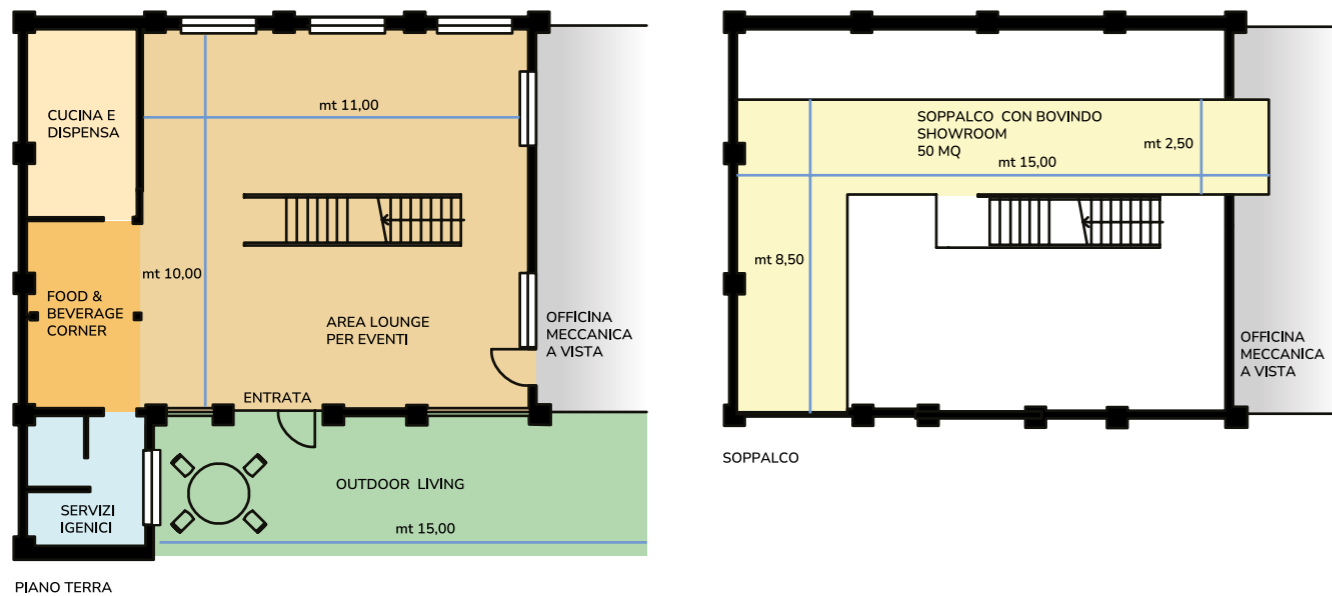 CUCINA E
DISPENSA
mt 11,00
mt 10,00
FOOD &
BEVERAGE
CORNER
AREA LOUNGE
PER EVENTI
OFFICINA
MECCANICA
A VISTA
ENTRATA
OUTDOOR LIVING
SERVIZI
IGENICI
mt 15,00
PIANO TERRA
SOPPALCO CON BOVINDO
SHOWROOM
50 MQ
mt 2,50
mt 15,00
mt 8,50
OFFICINA
MECCANICA
A VISTA
SOPPALCO